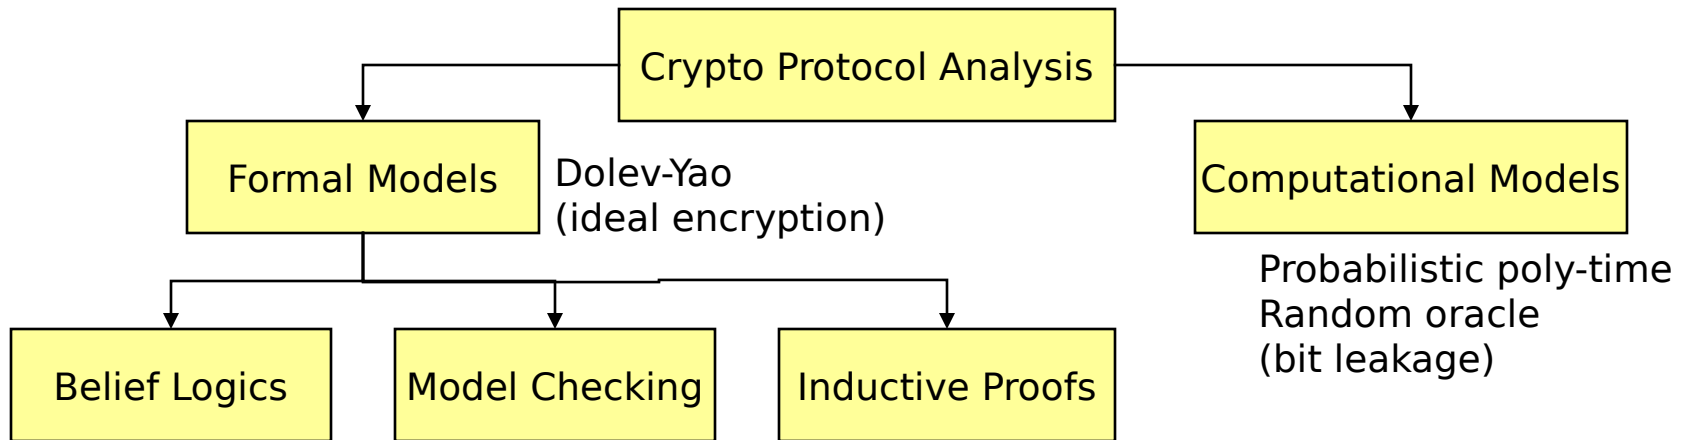 Crypto Protocol Analysis
Formal Models
Dolev-Yao
(ideal encryption)
Computational Models
Probabilistic poly-time
Random oracle
(bit leakage)
Belief Logics
Model Checking
Inductive Proofs